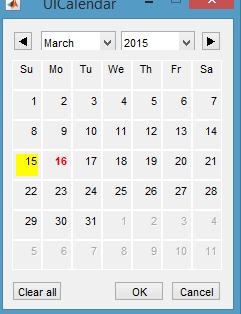 UICalendar
March 2015
Su Mo Tu We Th Fr Sa
1 2 3 4 5 6 7
8 9 10 11 12 13 14
15 16 17 18 19 20 21
22 23 24 25 26 27 28
29 30 31 1 2 3 4
5 6 7 8 9 10 11
Clear all OK Cancel